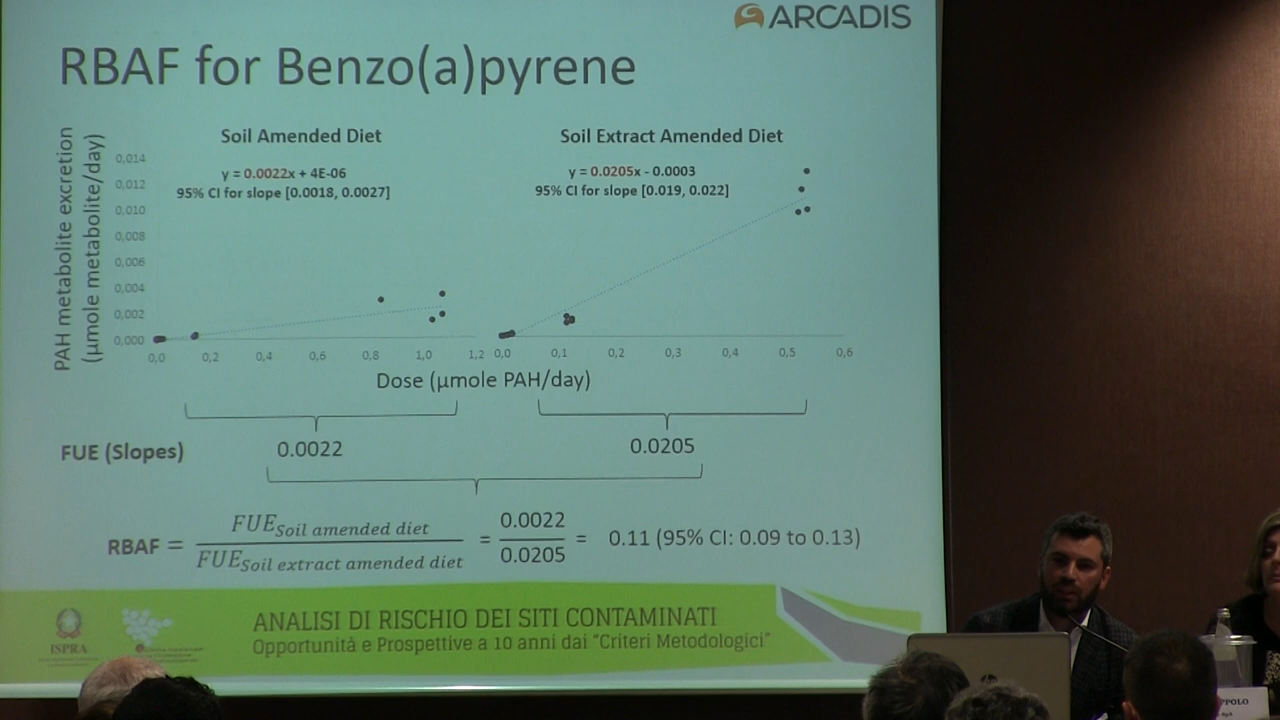 ARCADIS
RBAF for Benzo(a)pyrene
PAH metabolite excretion
(µmole metabolite/day)
Soil Amended Diet
y = 0.0022x + 4E-06
95% CI for slope [0.0018, 0.0027]
0,014
0,012
0,010
0,008
0,006
0,004
0,002
0,000
0,0 0,2 0,4 0,6 0,8 1,0 1,2
Soil Extract Amended Diet
y = 0.0205x - 0.0003
95% CI for slope [0.019, 0.022]
0,0 0,1 0,2 0,3 0,4 0,5 0,6
Dose (µmole PAH/day)
FUE (Slopes) 0.0022 0.0205
RBAF = FUE Soil amended diet / FUE Soil extract amended diet = 0.0022 / 0.0205 = 0.11 (95% CI: 0.09 to 0.13)
ISPRA
ANALISI DI RISCHIO DEI SITI CONTAMINATI
Opportunità e Prospettive a 10 anni dai "Criteri Metodologici"
PPOLO